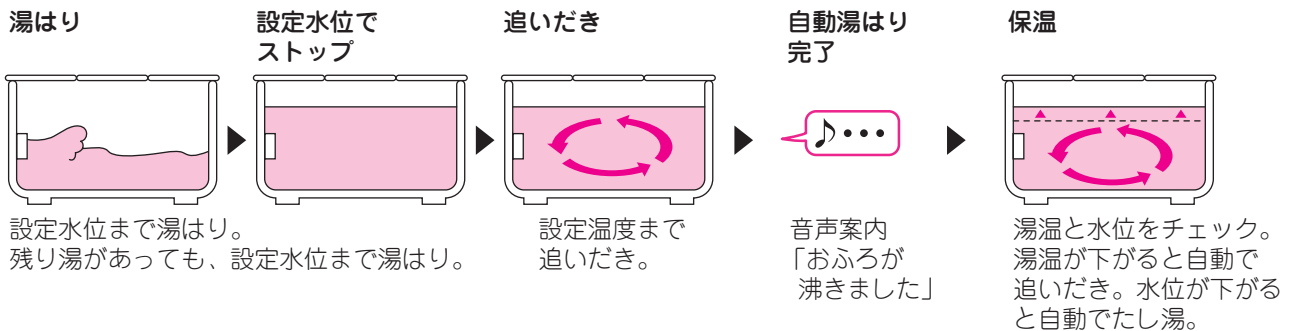 湯はり
設定水位で
ストップ
追いだき
自動湯はり
完了
保温
♪•••
設定水位まで湯はり。
残り湯があっても、設定水位まで湯はり。
設定温度まで
追いだき。
音声案内
「おふろが
沸きました」
湯温と水位をチェック。
湯温が下がると自動で
追いだき。水位が下がる
と自動でたし湯。